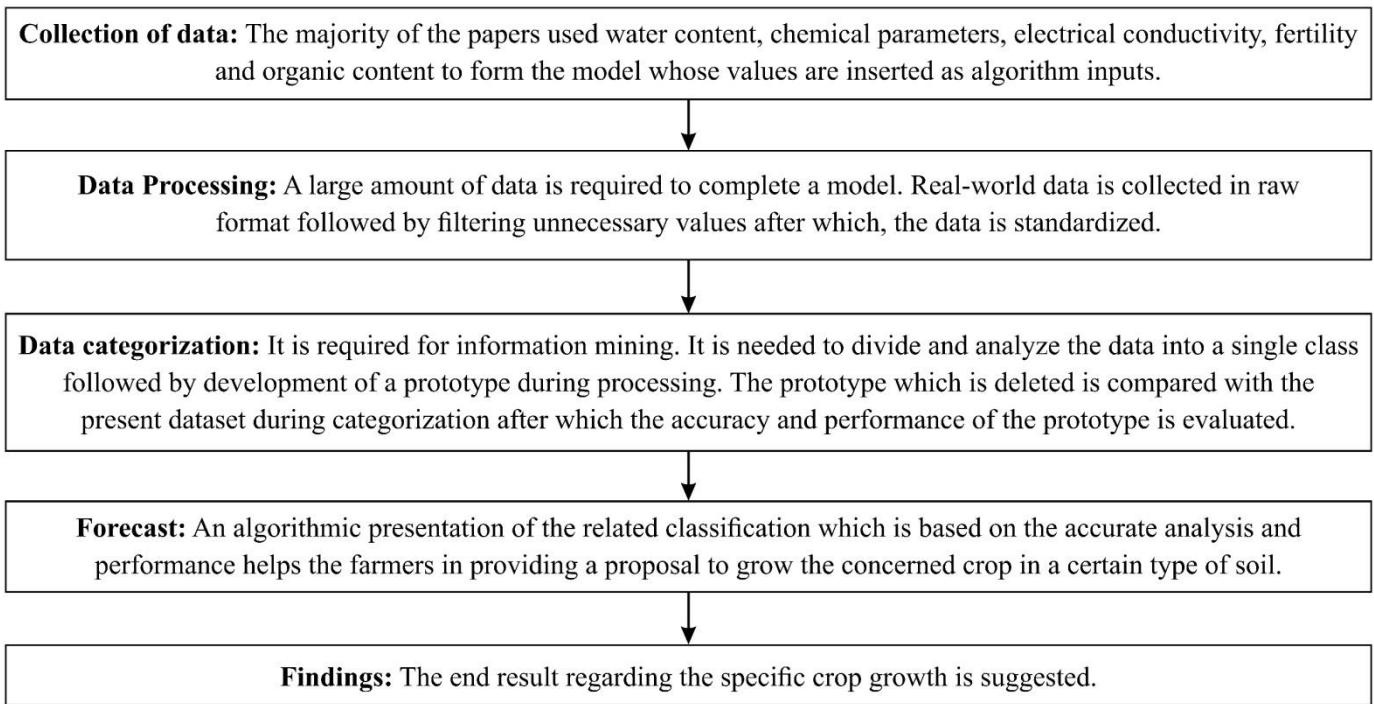 Collection of data: The majority of the papers used water content, chemical parameters, electrical conductivity, fertility
and organic content to form the model whose values are inserted as algorithm inputs.
Data Processing: A large amount of data is required to complete a model. Real-world data is collected in raw
format followed by filtering unnecessary values after which, the data is standardized.
Data categorization: It is required for information mining. It is needed to divide and analyze the data into a single class
followed by development of a prototype during processing. The prototype which is deleted is compared with the
present dataset during categorization after which the accuracy and performance of the prototype is evaluated.
Forecast: An algorithmic presentation of the related classification which is based on the accurate analysis and
performance helps the farmers in providing a proposal to grow the concerned crop in a certain type of soil.
Findings: The end result regarding the specific crop growth is suggested.